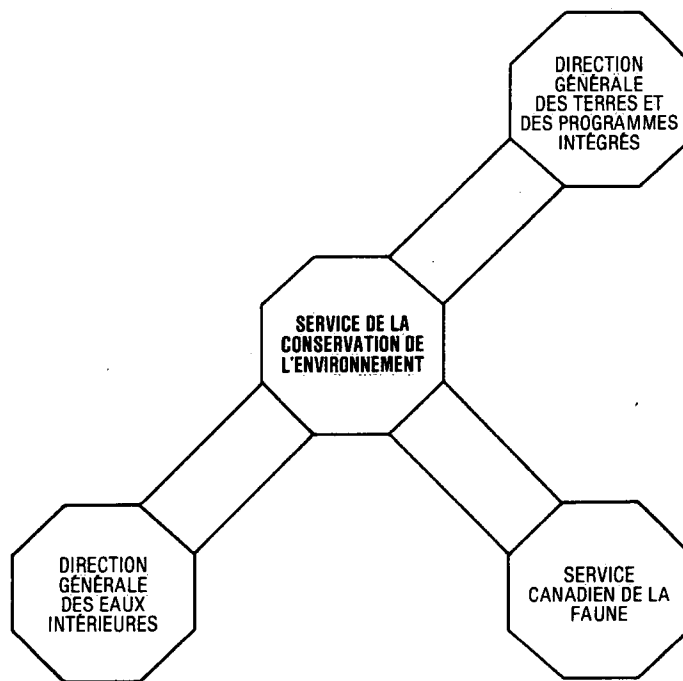 DIRECTION
GÉNÉRALE
DES TERRES ET
DES PROGRAMMES
INTÉGRÉS
SERVICE DE LA
CONSERVATION DE
L'ENVIRONNEMENT
DIRECTION
GÉNÉRALE
DES EAUX
INTÉRIEURES
SERVICE
CANADIEN DE LA
FAUNE